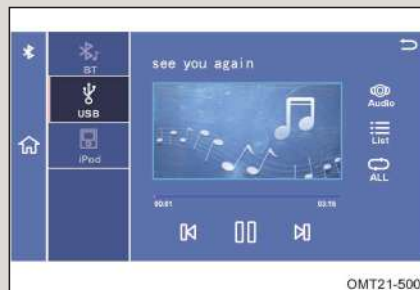 BT
USB
iPod
see you again
Audio
List
ALL
00:01
03:16
OMT21-500